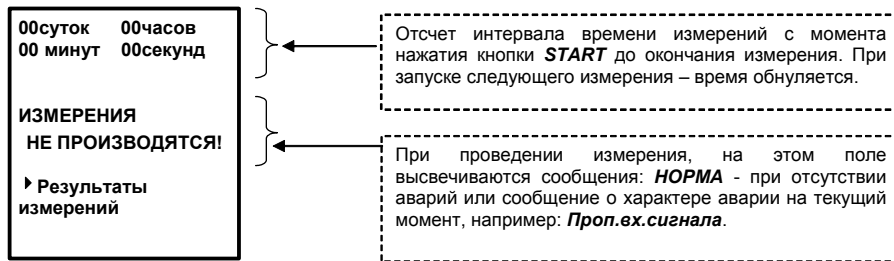 00суток 00часов
00 минут 00секунд
ИЗМЕРЕНИЯ
НЕ ПРОИЗВОДЯТСЯ!
Результаты
измерений
Отсчет интервала времени измерений с момента
нажатия кнопки START до окончания измерения. При
запуске следующего измерения – время обнуляется.
При проведении измерения, на этом поле
высвечиваются сообщения: НОРМА - при отсутствии
аварий или сообщение о характере аварии на текущий
момент, например: Проп.вх.сигнала.